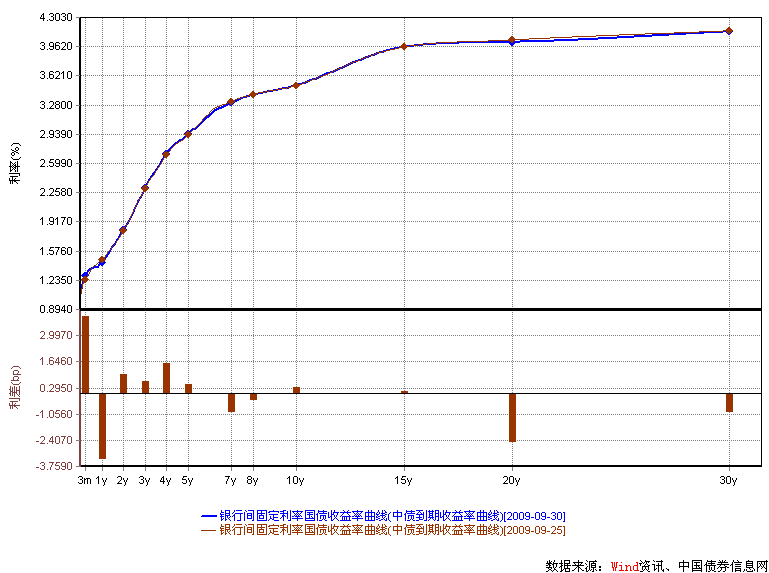 4.3030
3.9620
3.6210
3.2800
2.9390
2.5990
2.2580
1.9170
1.5760
1.2350
0.8940
利率(%)
2.9970
1.6460
0.2950
-1.0560
-2.4070
-3.7590
利差(bp)
3m 1y 2y 3y 4y 5y 7y 8y 10y 15y 20y 30y
银行间固定利率国债收益率曲线(中债到期收益率曲线)[2009-09-30]
银行间固定利率国债收益率曲线(中债到期收益率曲线)[2009-09-25]
数据来源：Wind资讯、中国债券信息网